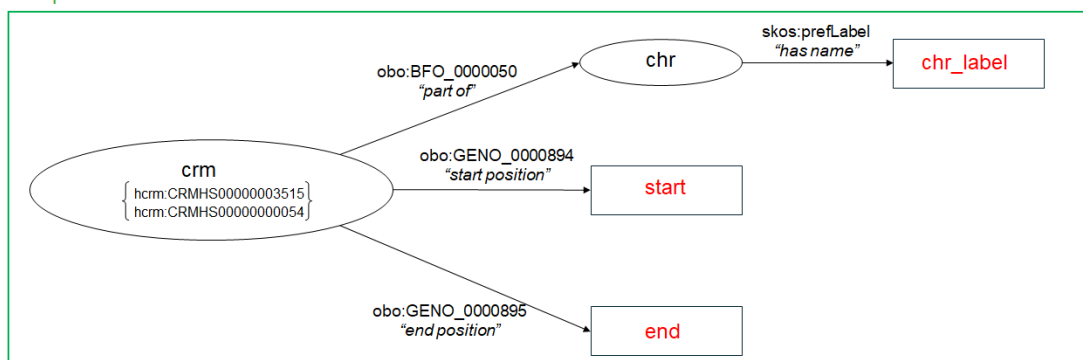 skos:prefLabel
"has name"
chr
chr_label
obo:BFO_0000050
"part of"
obo:GENO_0000894
"start position"
crm
hcrm:CRMHS00000003515
hcrm:CRMHS00000000054
start
obo:GENO_0000895
"end position"
end